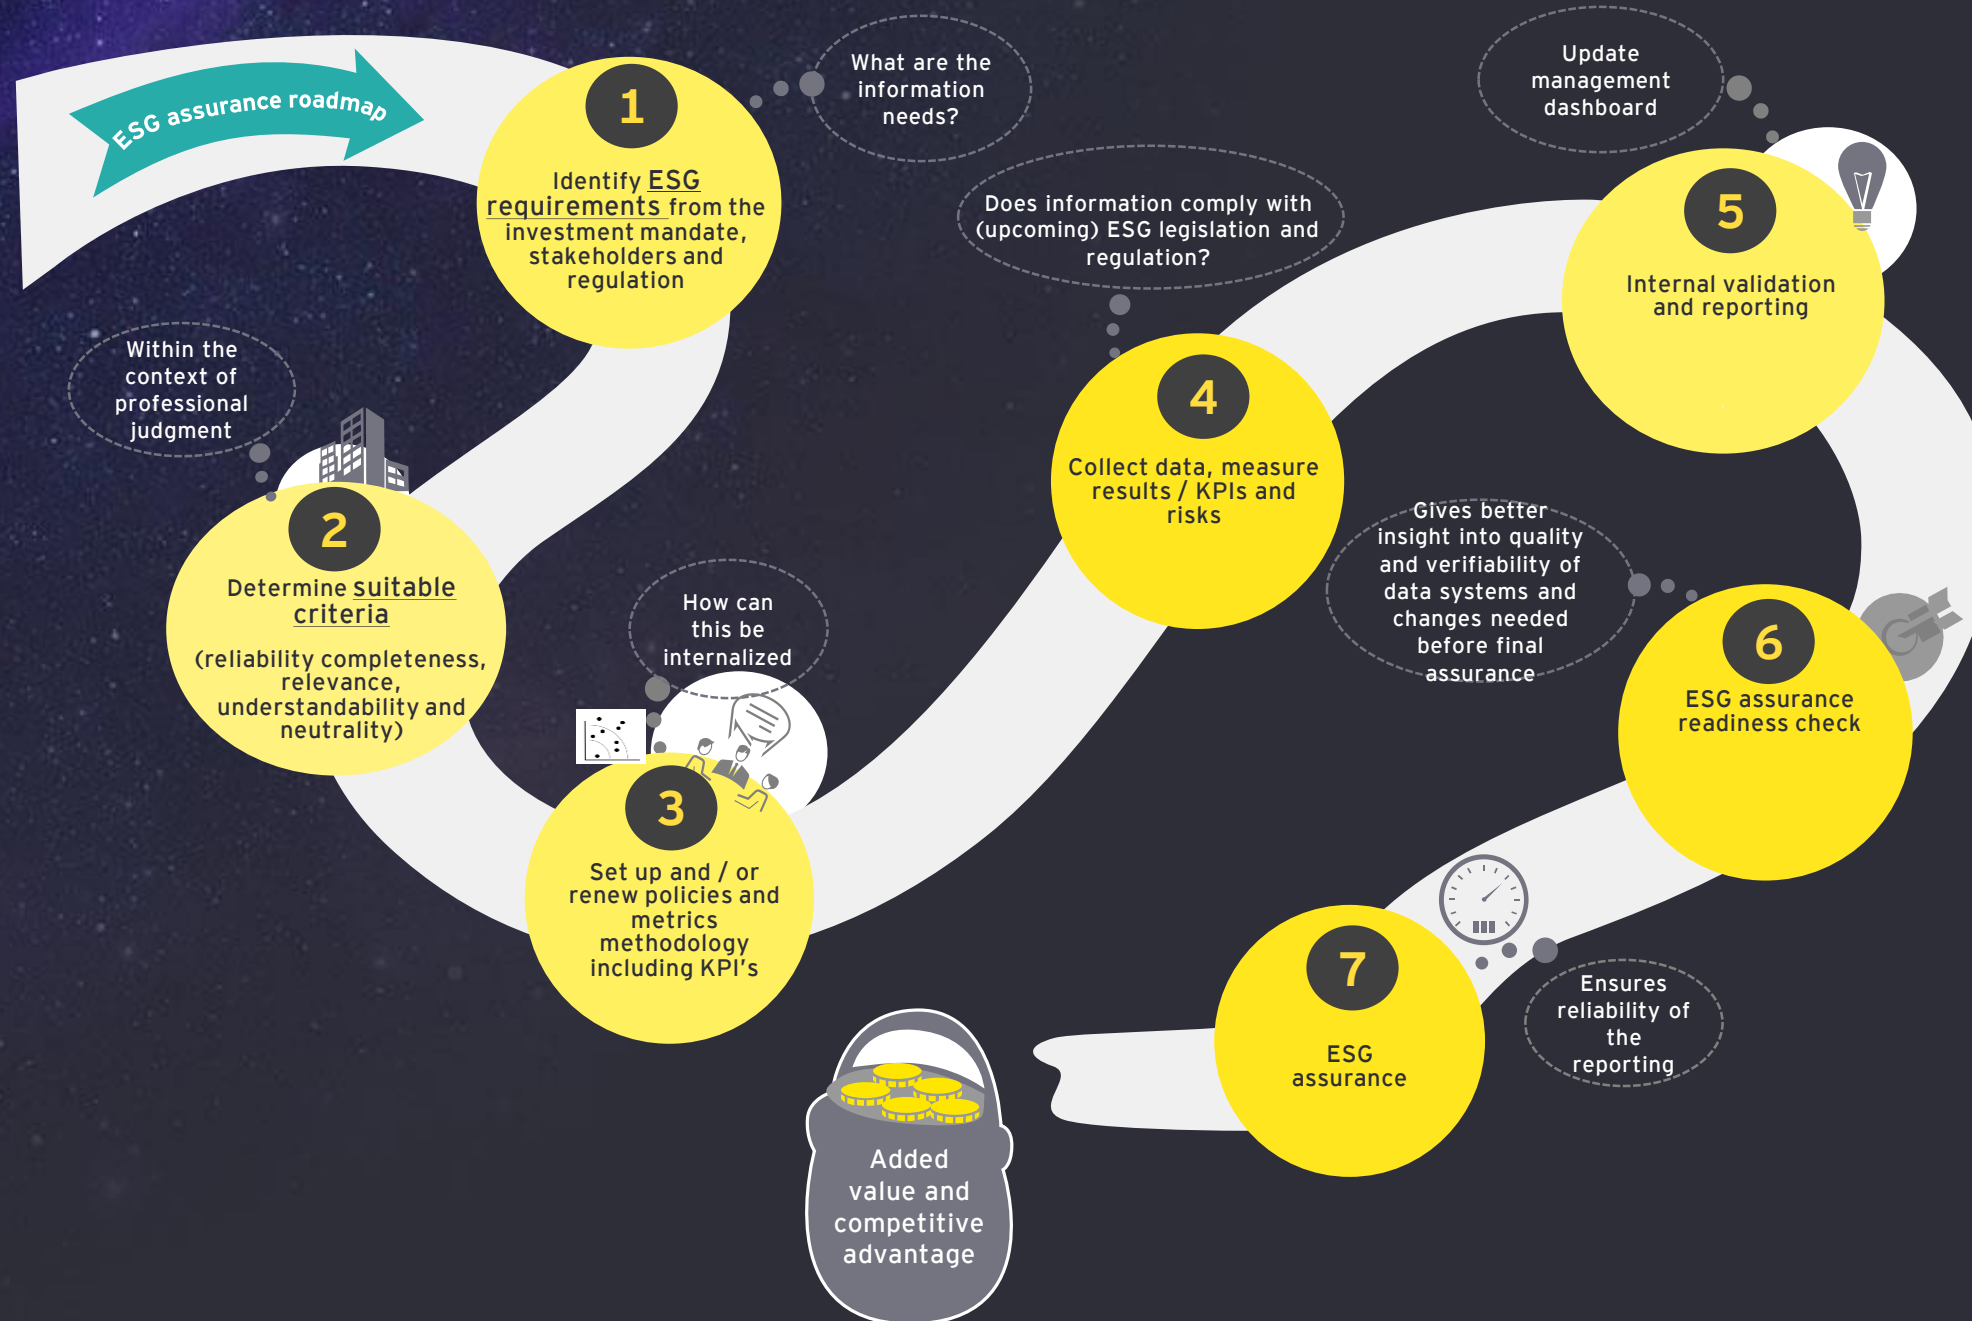 ESG assurance roadmap
1
Identify ESG
requirements from the
investment mandate,
stakeholders and
regulation
What are the
information
needs?
Within the
context of
professional
judgment
2
Determine suitable
criteria
(reliability completeness,
relevance,
understandability and
neutrality)
How can
this be
internalized
3
Set up and / or
renew policies and
metrics
methodology
including KPI's
Does information comply with
(upcoming) ESG legislation and
regulation?
4
Collect data, measure
results / KPIs and
risks
Update
management
dashboard
5
Internal validation
and reporting
Gives better
insight into quality
and verifiability of
data systems and
changes needed
before final
assurance
6
ESG assurance
readiness check
7
ESG
assurance
Ensures
reliability of
the
reporting
Added
value and
competitive
advantage